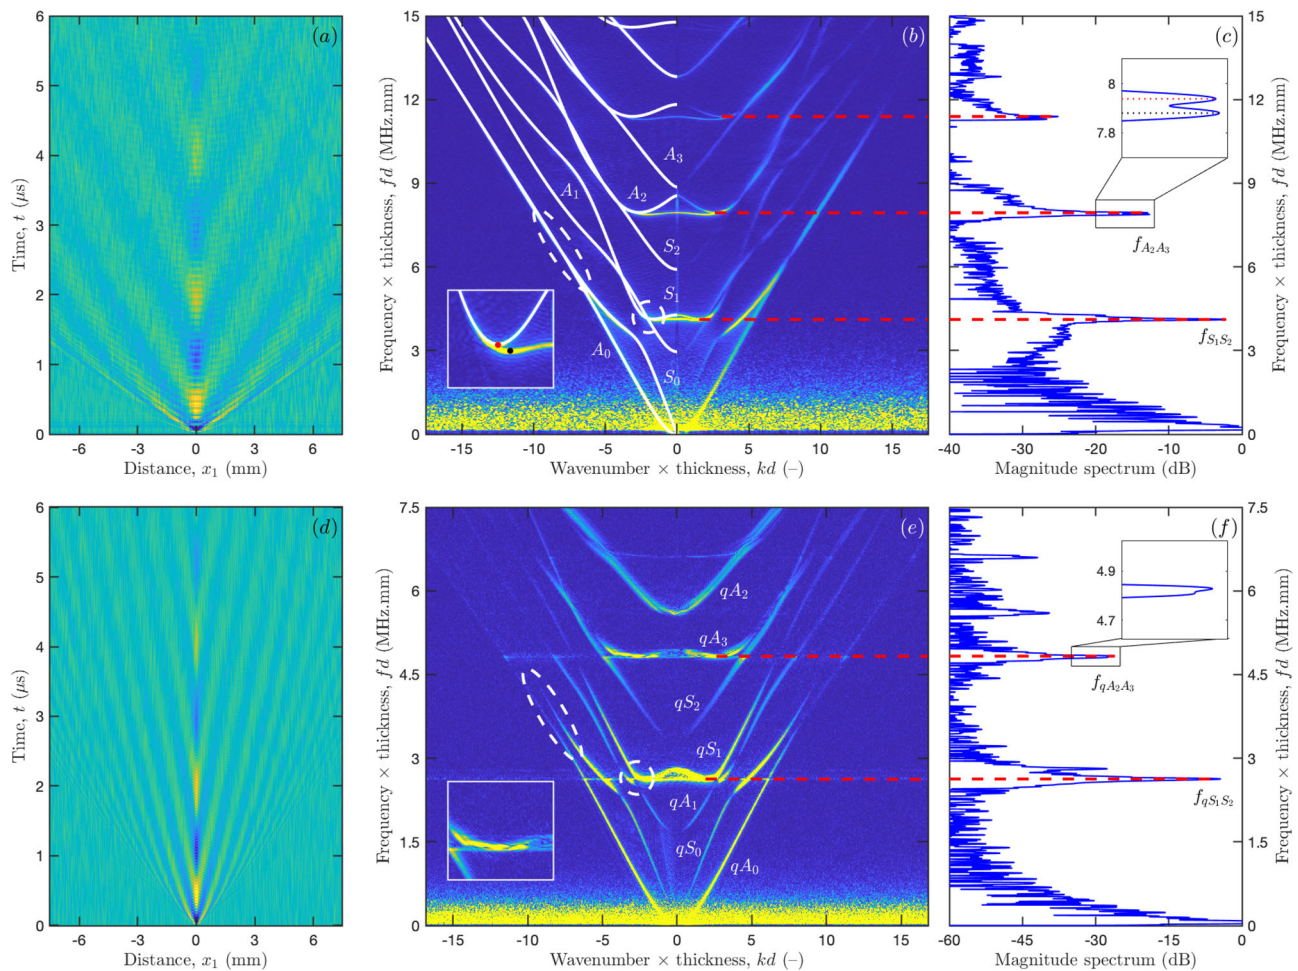 (a)
6
5
4
3
2
1
0
Time, t (μs)
-6 -3 0 3 6
Distance, x₁ (mm)
(b)
15
12
9
6
3
0
Frequency × thickness, fd (MHz.mm)
A₃
A₁ A₂
S₂
S₁
A₀
S₀
-15 -10 -5 0 5 10 15
Wavenumber × thickness, kd (–)
(c)
15
12
9
6
3
0
Frequency × thickness, fd (MHz.mm)
8
7.8
f_{A₂A₃}
f_{S₁S₂}
-40 -30 -20 -10 0
Magnitude spectrum (dB)
(d)
6
5
4
3
2
1
0
Time, t (μs)
-6 -3 0 3 6
Distance, x₁ (mm)
(e)
7.5
6
4.5
3
1.5
0
Frequency × thickness, fd (MHz.mm)
qA₂
qA₃
qS₂
qS₁
qA₁
qS₀
qA₀
-15 -10 -5 0 5 10 15
Wavenumber × thickness, kd (–)
(f)
7.5
6
4.5
3
1.5
0
Frequency × thickness, fd (MHz.mm)
4.9
4.7
f_{qA₂A₃}
f_{qS₁S₂}
-60 -45 -30 -15 0
Magnitude spectrum (dB)